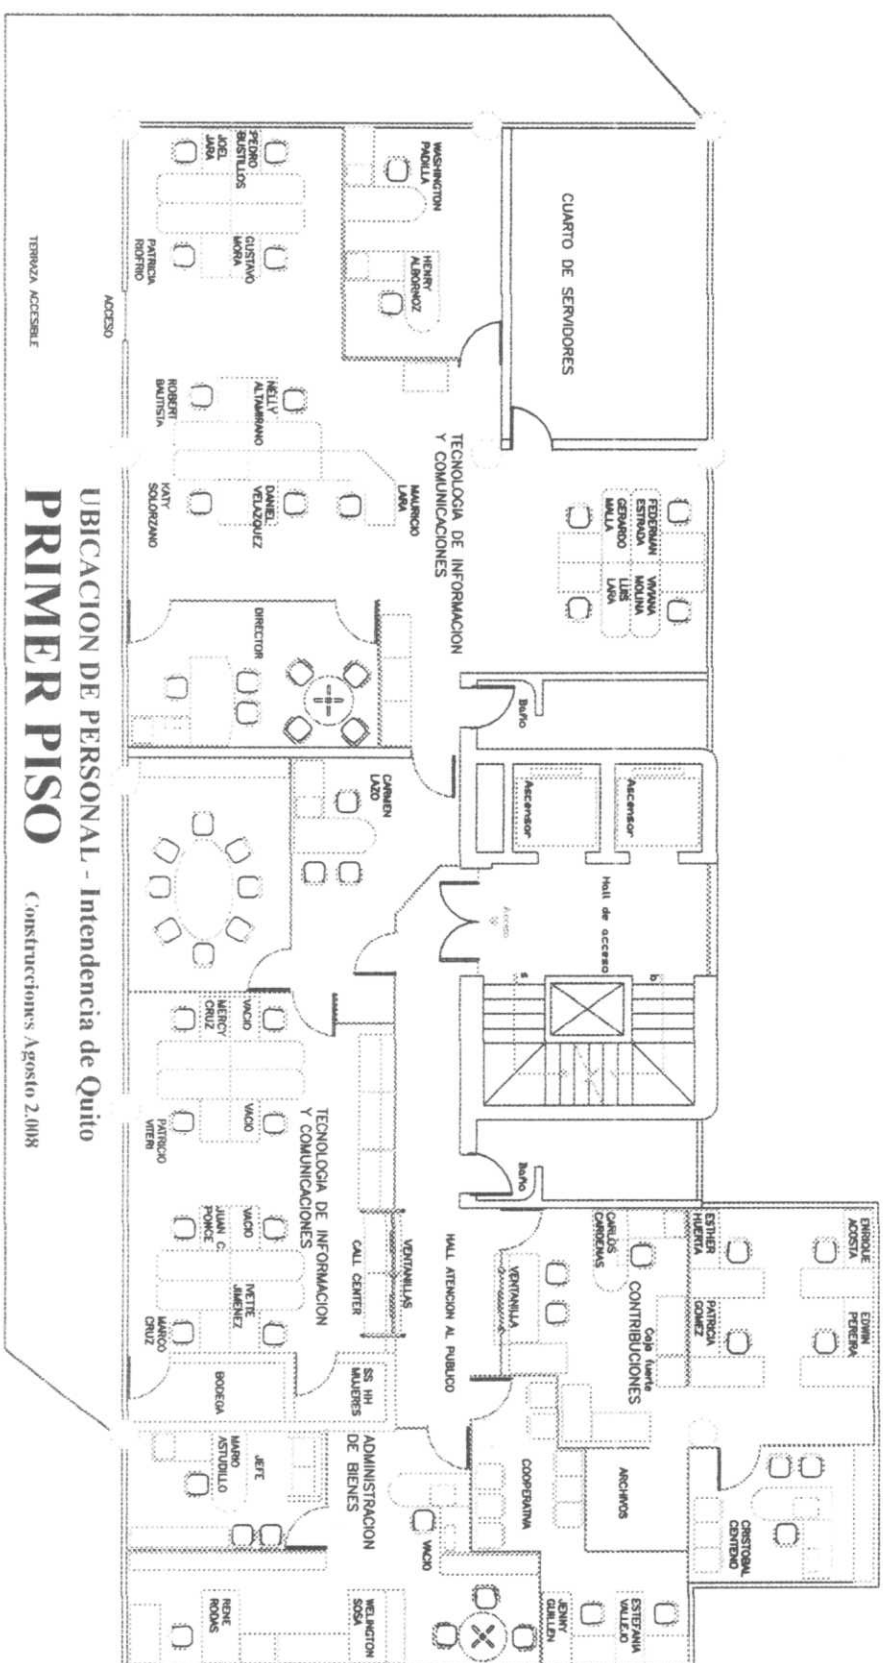 CUARTO DE SERVIDORES
WASHINGTON
PADILLA
HENRY
ALBORNOZ
PEDRO
BUSTILLOS
JOEL
JARA
GUSTAVO
MORA
PATRICIA
RIOFRIO
ACCESO
TERRAZA ACCESIBLE
FEDERMAN
ESTRADA
GERARDO
MALLA
VIVIANA
MOLINA
LUIS
LARA
TECNOLOGIA DE INFORMACION
Y COMUNICACIONES
MAURICIO
LARA
NELLY
ALTAMIRANO
ROBERT
BAUTISTA
DANIEL
VELAZQUEZ
KATY
SOLORZANO
DIRECTOR
Baño
Ascensor
Ascensor
Hall de acceso
b
s
Acceso
CARMEN
LAZO
Baño
VACIO
MERCY
CRUZ
VACIO
PATRICIO
VITERI
TECNOLOGIA DE INFORMACION
Y COMUNICACIONES
VACIO
JUAN C.
PONCE
IVETTE
JIMENEZ
MARCO
CRUZ
VENTANILLAS
CALL CENTER
HALL ATENCION AL PUBLICO
VENTANILLA
CARLOS
CARDENAS
CONTRIBUCIONES
Caja fuerte
ESTHER
HUERTA
PATRICIA
GOMEZ
ENRIQUE
ACOSTA
EDWIN
PEREIRA
SS HH
MUJERES
BODEGA
COOPERATIVA
ARCHIVOS
CRISTOBAL
CENTENO
ADMINISTRACION
DE BIENES
JEFE
MARIO
ASTUDILLO
VACIO
ESTEFANIA
VALLEJO
JENNY
GUILLEN
WELINGTON
SOSA
RENE
RODAS
UBICACION DE PERSONAL - Intendencia de Quito
PRIMER PISO
Construcciones Agosto 2.008